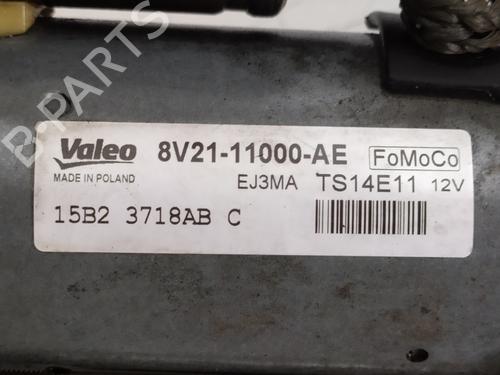 Valeo 8V21-11000-AE FoMoCo
MADE IN POLAND EJ3MA TS14E11 12V
15B2 3718AB C
B-PARTS